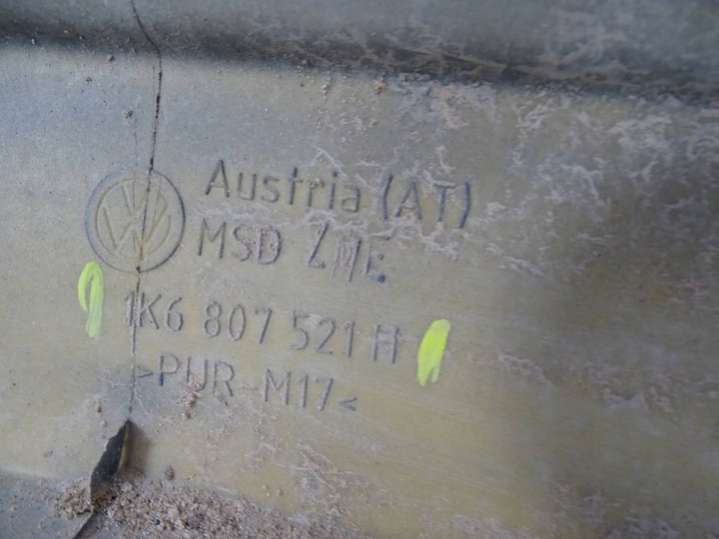 Austria (AT)
MSD ZME
1K6 807 521 H
>PUR-M17<